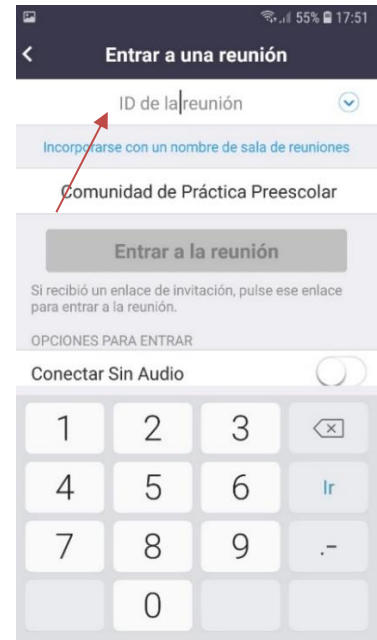 55% 17:51
Entrar a una reunión
ID de la reunión
Incorporarse con un nombre de sala de reuniones
Comunidad de Práctica Preescolar
Entrar a la reunión
Si recibió un enlace de invitación, pulse ese enlace
para entrar a la reunión.
OPCIONES PARA ENTRAR
Conectar Sin Audio
1 2 3
4 5 6 Ir
7 8 9 .-
0